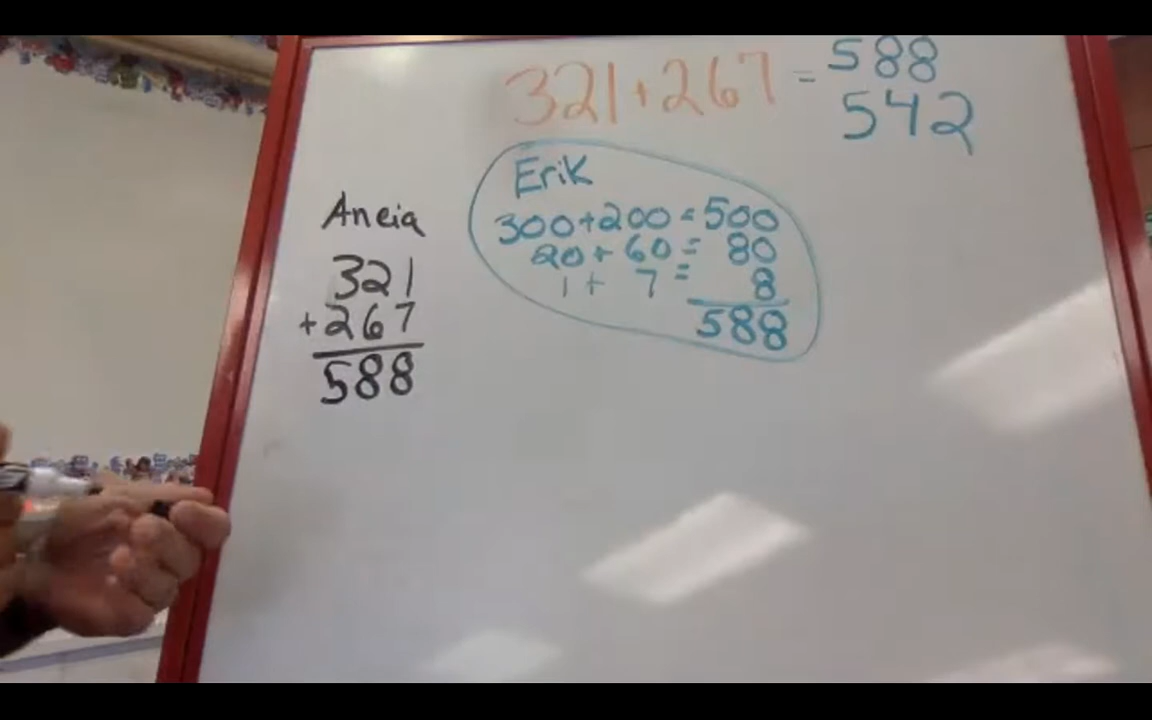 321+267 = 588
542
Erik
300+200=500
20+60=80
1+7=8
588
Aneia
321
+267
588